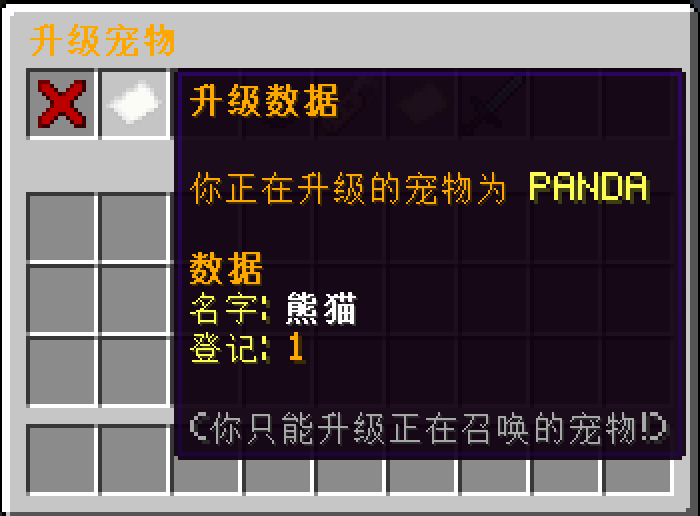 升级宠物
升级数据
你正在升级的宠物为 PANDA
数据
名字: 熊猫
登记: 1
(你只能升级正在召唤的宠物!)